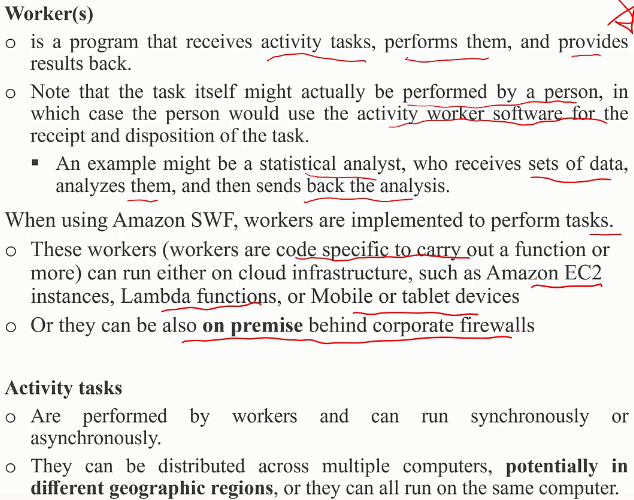 Worker(s)
o is a program that receives activity tasks, performs them, and provides
results back.
o Note that the task itself might actually be performed by a person, in
which case the person would use the activity worker software for the
receipt and disposition of the task.
▪ An example might be a statistical analyst, who receives sets of data,
analyzes them, and then sends back the analysis.
When using Amazon SWF, workers are implemented to perform tasks.
o These workers (workers are code specific to carry out a function or
more) can run either on cloud infrastructure, such as Amazon EC2
instances, Lambda functions, or Mobile or tablet devices
o Or they can be also on premise behind corporate firewalls
Activity tasks
o Are performed by workers and can run synchronously or
asynchronously.
o They can be distributed across multiple computers, potentially in
different geographic regions, or they can all run on the same computer.